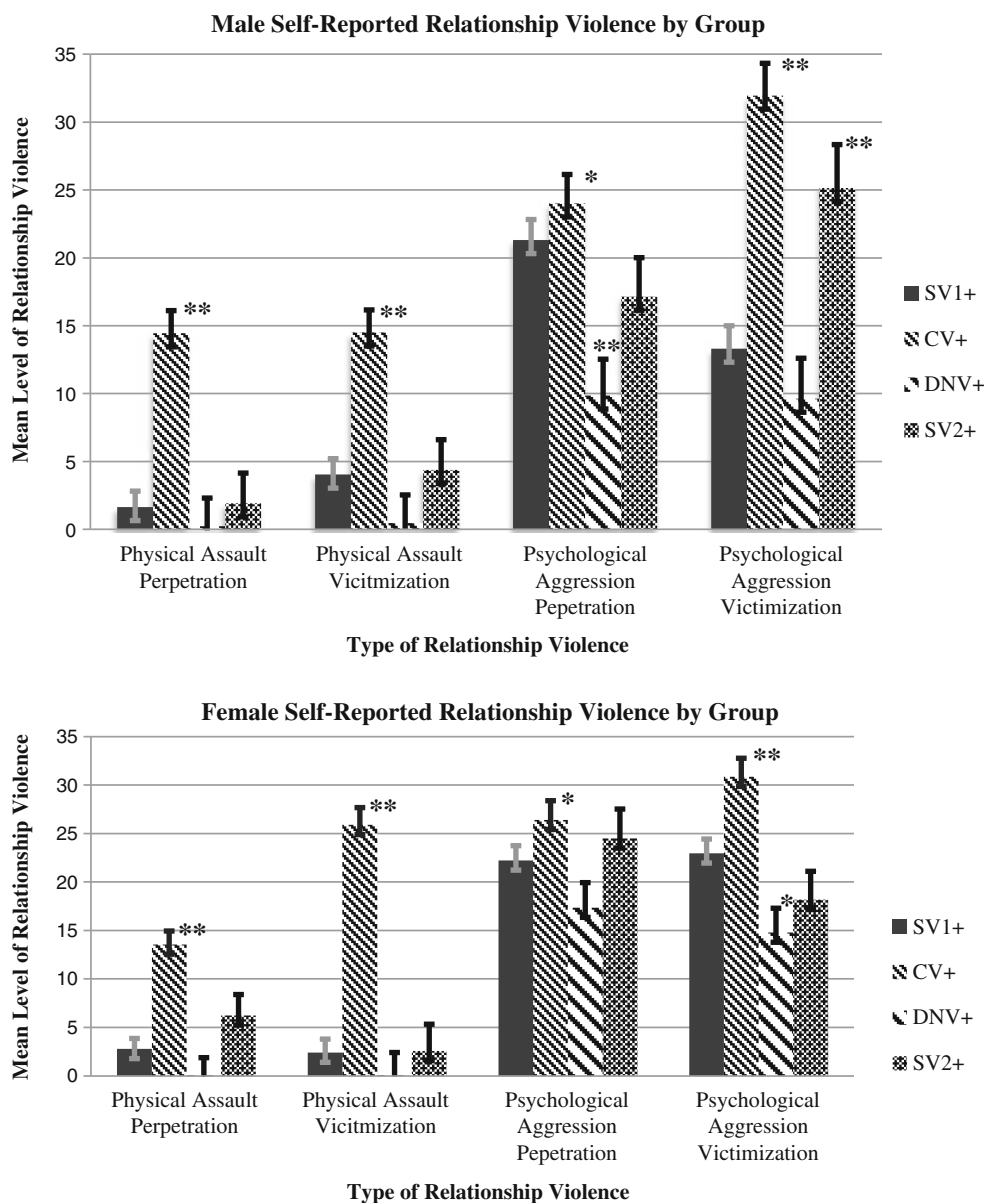 Male Self-Reported Relationship Violence by Group
Mean Level of Relationship Violence
35
30
25
20
15
10
5
0
**
**
*
**
**
**
Physical Assault
Perpetration
Physical Assault
Vicitmization
Psychological
Aggression
Pepetration
Psychological
Aggression
Victimization
Type of Relationship Violence
SV1+
CV+
DNV+
SV2+
Female Self-Reported Relationship Violence by Group
Mean Level of Relationship Violence
35
30
25
20
15
10
5
0
**
**
*
**
*
Physical Assault
Perpetration
Physical Assault
Vicitmization
Psychological
Aggression
Pepetration
Psychological
Aggression
Victimization
Type of Relationship Violence
SV1+
CV+
DNV+
SV2+